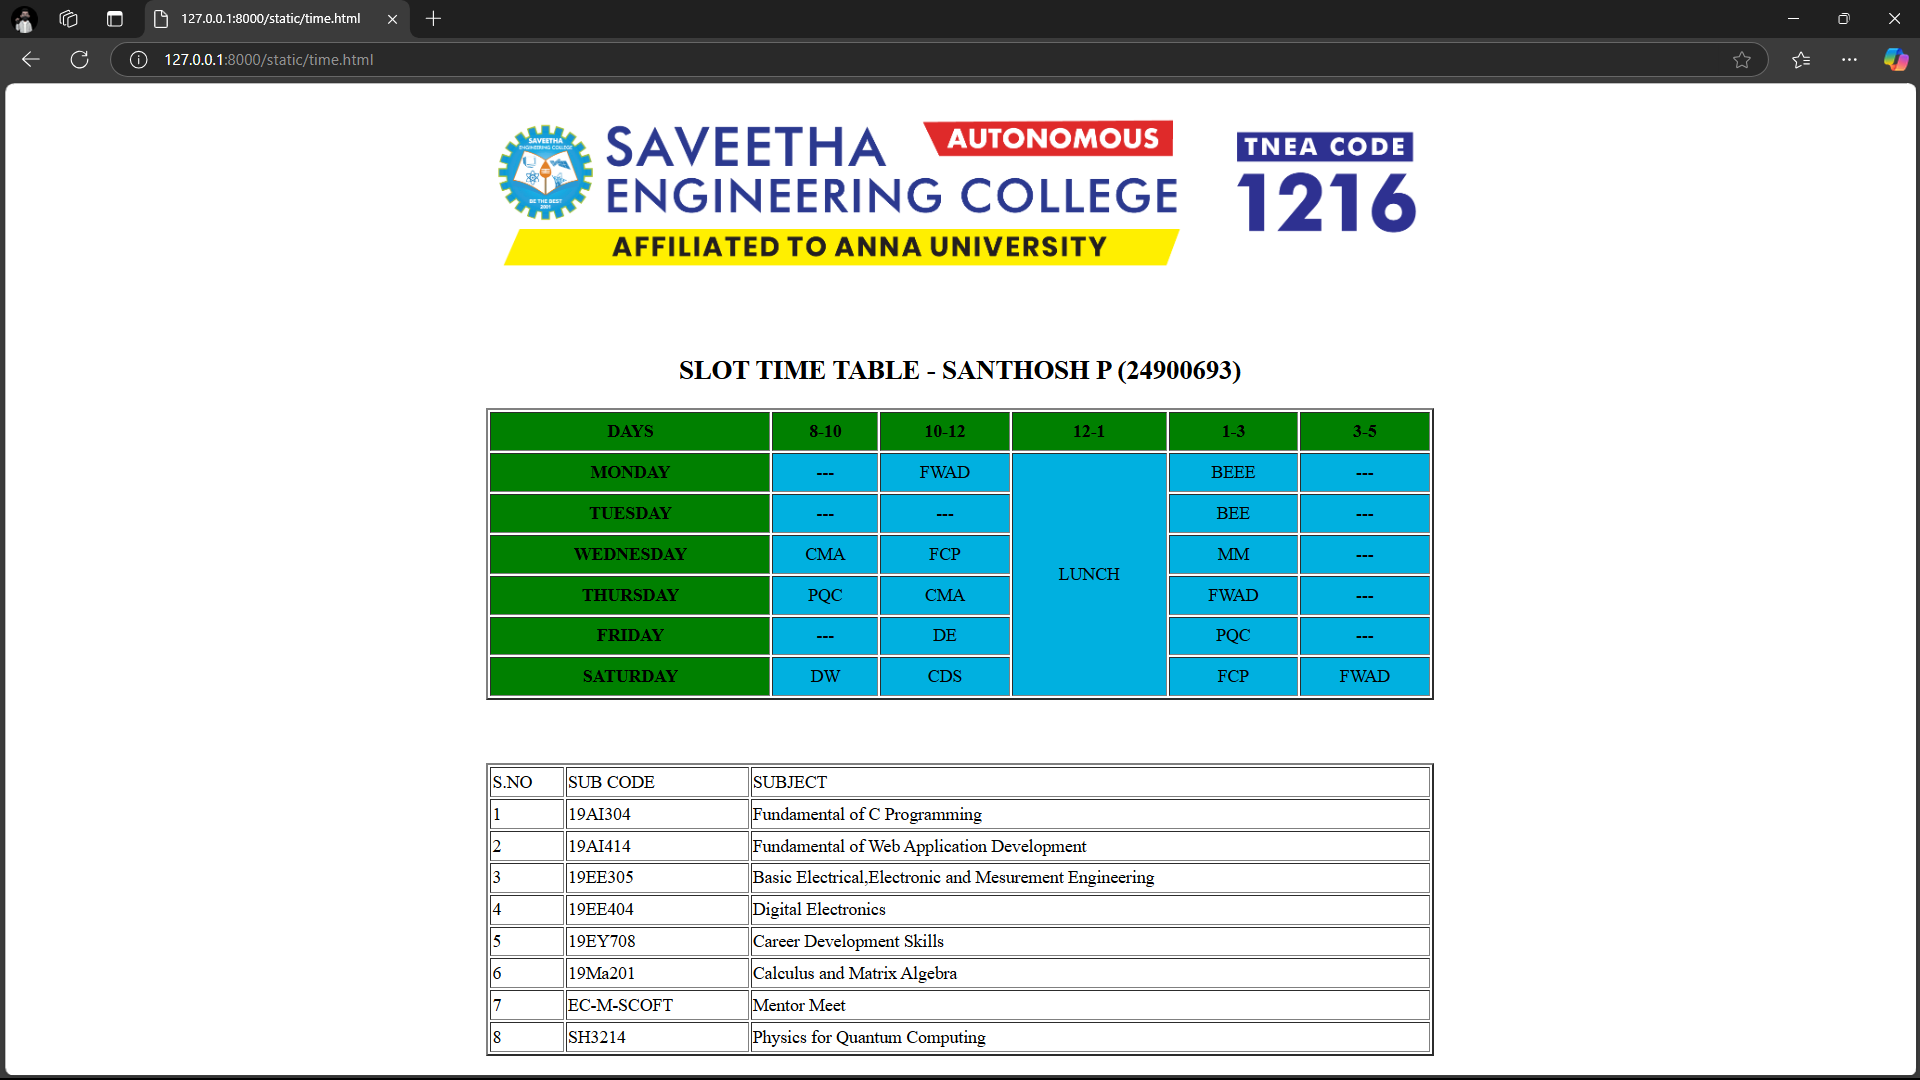 127.0.0.1:8000/static/time.html
127.0.0.1:8000/static/time.html
SAVEETHA
ENGINEERING COLLEGE
BE THE BEST
2001
SAVEETHA AUTONOMOUS
ENGINEERING COLLEGE
AFFILIATED TO ANNA UNIVERSITY
TNEA CODE
1216
SLOT TIME TABLE - SANTHOSH P (24900693)
DAYS 8-10 10-12 12-1 1-3 3-5
MONDAY --- FWAD LUNCH BEEE ---
TUESDAY --- --- BEE ---
WEDNESDAY CMA FCP MM ---
THURSDAY PQC CMA FWAD ---
FRIDAY --- DE PQC ---
SATURDAY DW CDS FCP FWAD
S.NO SUB CODE SUBJECT
1 19AI304 Fundamental of C Programming
2 19AI414 Fundamental of Web Application Development
3 19EE305 Basic Electrical,Electronic and Mesurement Engineering
4 19EE404 Digital Electronics
5 19EY708 Career Development Skills
6 19Ma201 Calculus and Matrix Algebra
7 EC-M-SCOFT Mentor Meet
8 SH3214 Physics for Quantum Computing